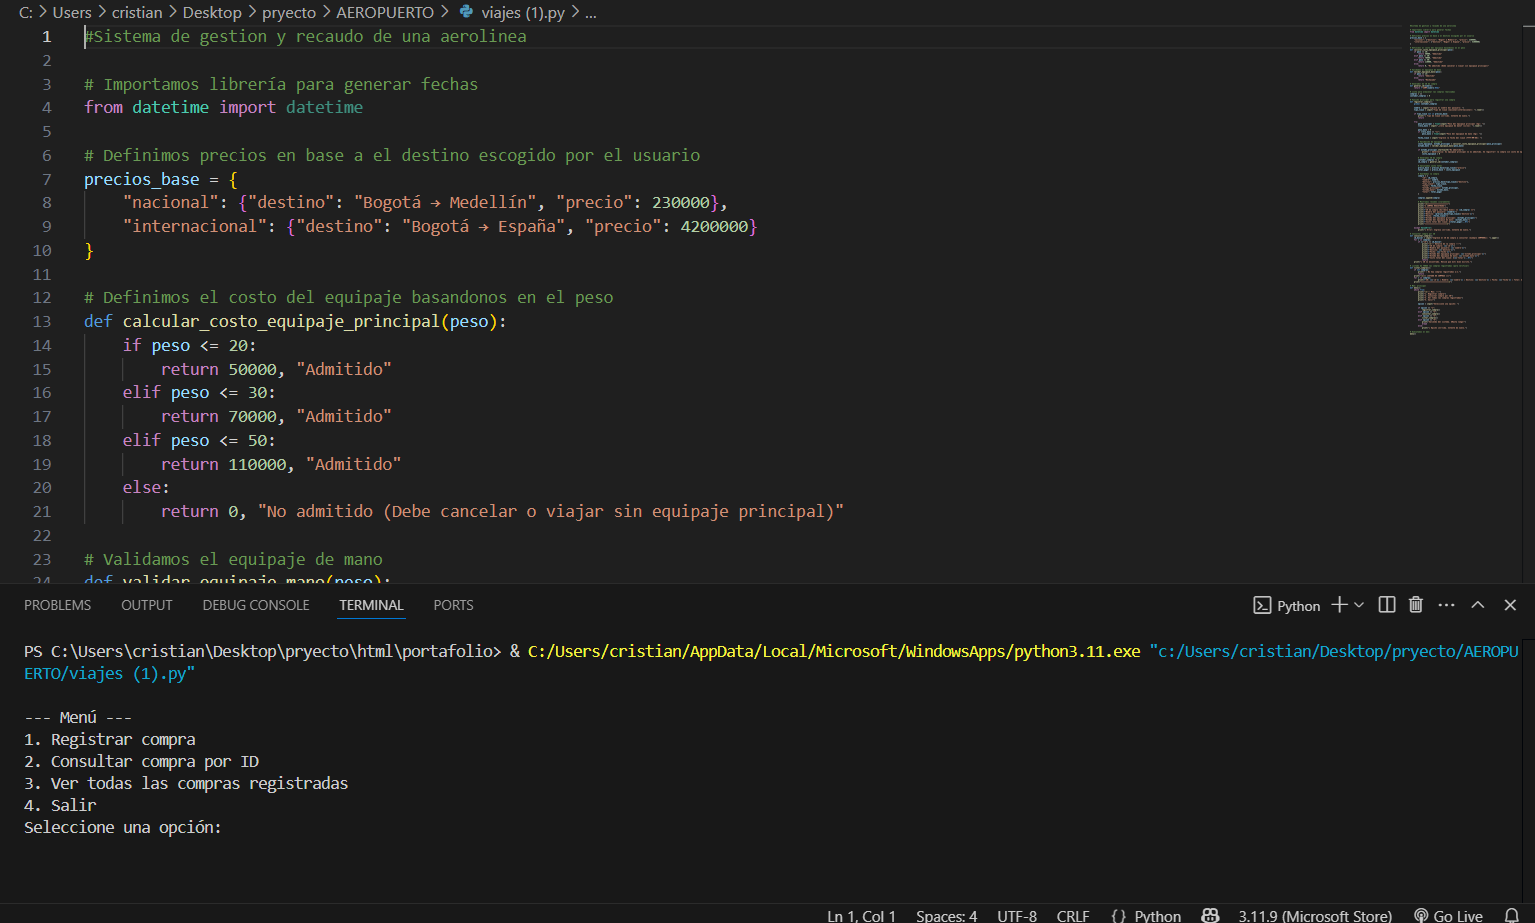 C: > Users > cristian > Desktop > pryecto > AEROPUERTO > viajes (1).py > ...
1 #Sistema de gestion y recaudo de una aerolinea
2
3 # Importamos librería para generar fechas
4 from datetime import datetime
5
6 # Definimos precios en base a el destino escogido por el usuario
7 precios_base = {
8     "nacional": {"destino": "Bogotá → Medellín", "precio": 230000},
9     "internacional": {"destino": "Bogotá → España", "precio": 4200000}
10 }
11
12 # Definimos el costo del equipaje basandonos en el peso
13 def calcular_costo_equipaje_principal(peso):
14     if peso <= 20:
15         return 50000, "Admitido"
16     elif peso <= 30:
17         return 70000, "Admitido"
18     elif peso <= 50:
19         return 110000, "Admitido"
20     else:
21         return 0, "No admitido (Debe cancelar o viajar sin equipaje principal)"
22
23 # Validamos el equipaje de mano
24 def validar_equipaje_mano(peso):
PROBLEMS OUTPUT DEBUG CONSOLE TERMINAL PORTS Python
PS C:\Users\cristian\Desktop\pryecto\html\portafolio> & C:/Users/cristian/AppData/Local/Microsoft/WindowsApps/python3.11.exe "c:/Users/cristian/Desktop/pryecto/AEROPU
ERTO/viajes (1).py"
--- Menú ---
1. Registrar compra
2. Consultar compra por ID
3. Ver todas las compras registradas
4. Salir
Seleccione una opción:
Ln 1, Col 1 Spaces: 4 UTF-8 CRLF {} Python 3.11.9 (Microsoft Store) Go Live